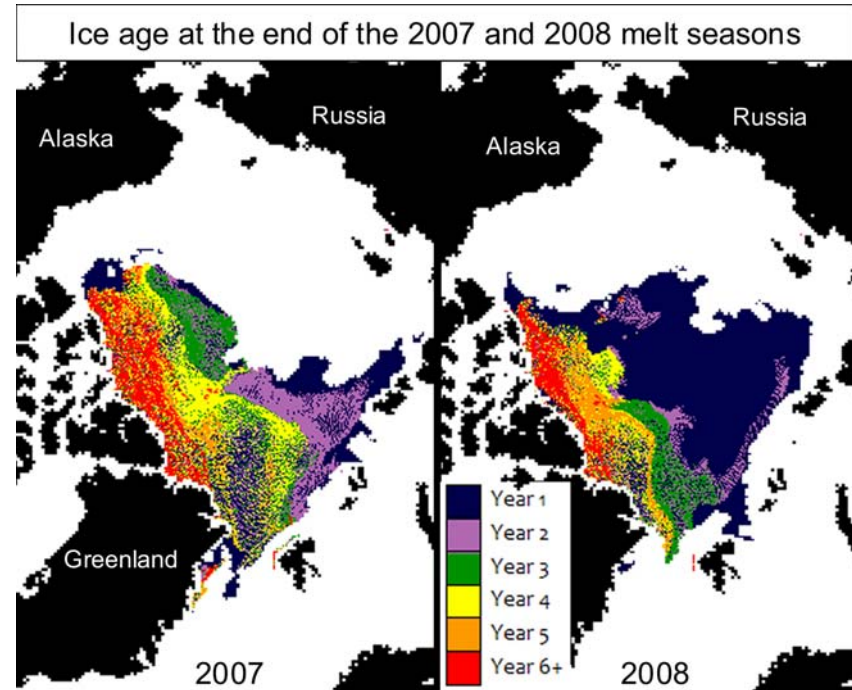 Ice age at the end of the 2007 and 2008 melt seasons
Alaska
Russia
Greenland
2007
Alaska
Russia
Year 1
Year 2
Year 3
Year 4
Year 5
Year 6+
2008